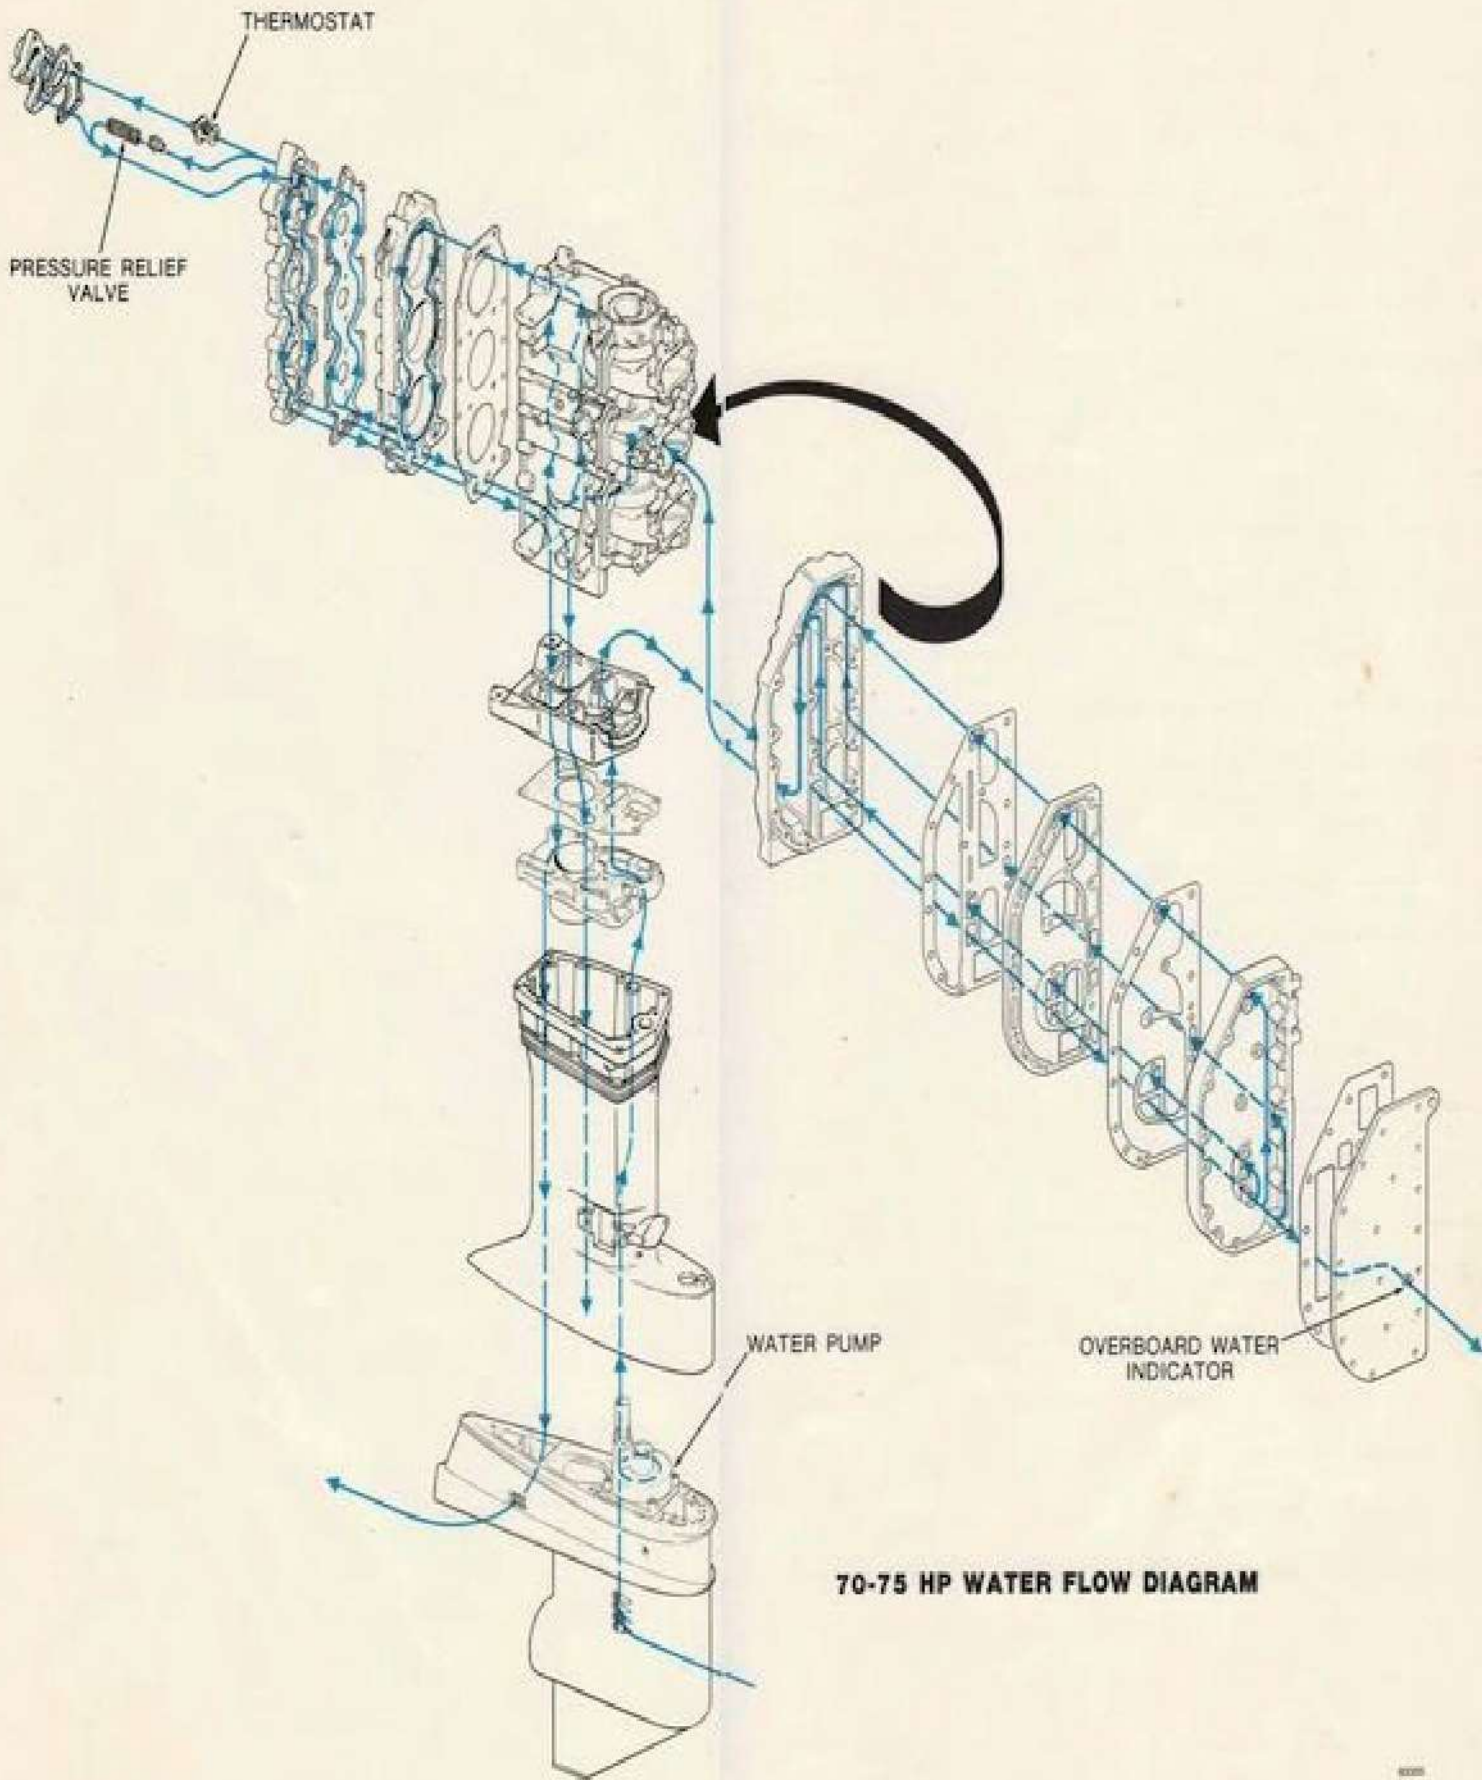 THERMOSTAT
PRESSURE RELIEF
VALVE
WATER PUMP
OVERBOARD WATER
INDICATOR
70-75 HP WATER FLOW DIAGRAM